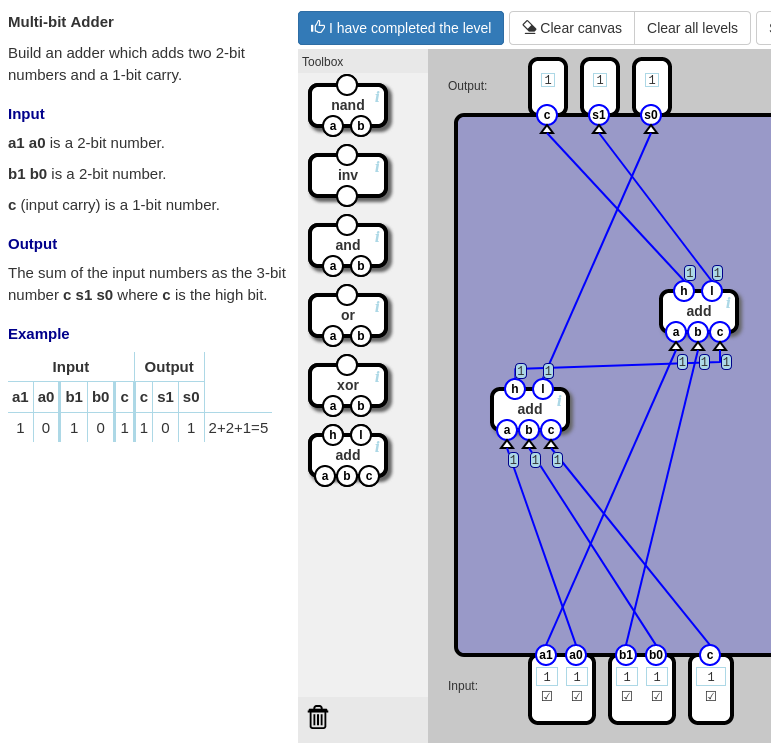 Multi-bit Adder
Build an adder which adds two 2-bit
numbers and a 1-bit carry.
Input
a1 a0 is a 2-bit number.
b1 b0 is a 2-bit number.
c (input carry) is a 1-bit number.
Output
The sum of the input numbers as the 3-bit
number c s1 s0 where c is the high bit.
Example
Input Output
a1 a0 b1 b0 c c s1 s0
1 0 1 0 1 1 0 1 2+2+1=5
I have completed the level
Clear canvas
Clear all levels
Toolbox
nand
a b
inv
and
a b
or
a b
xor
a b
h l
add
a b c
Output:
1 1 1
c s1 s0
1 1
h l
add
a b c
1 1 1
1 1
h l
add
a b c
1 1 1
a1 a0 b1 b0 c
Input:
1 1 1 1 1